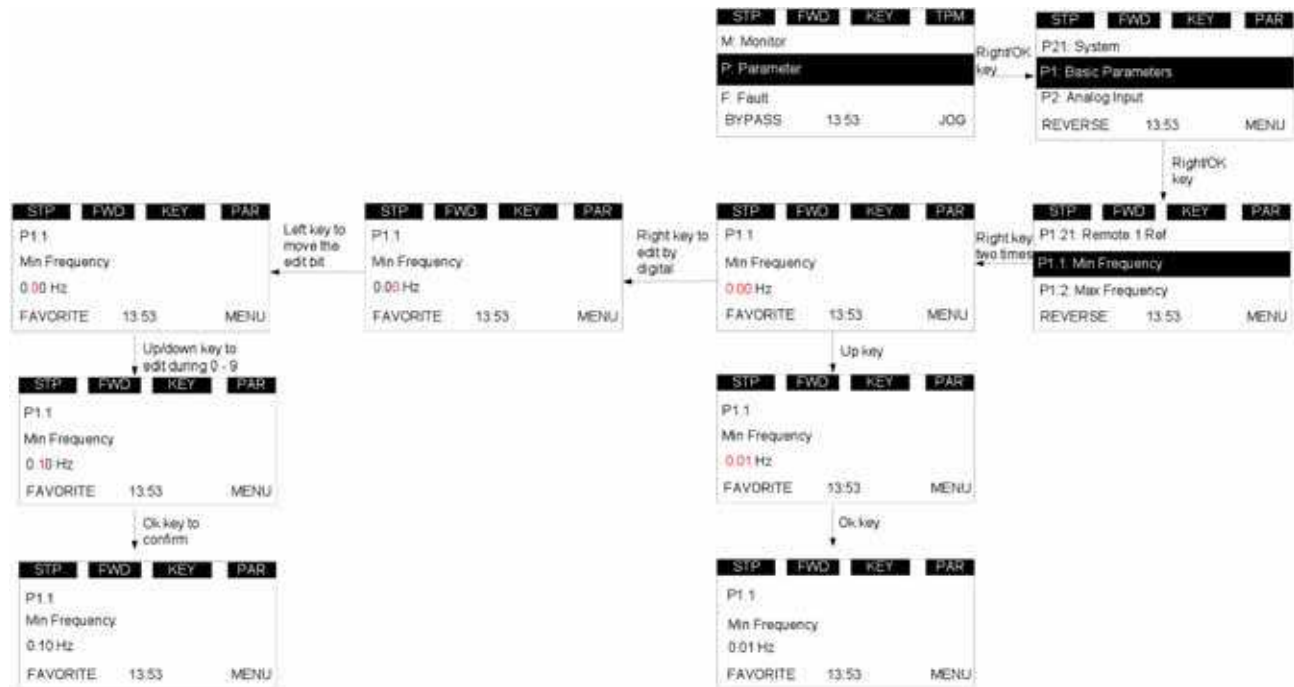 STP FWD KEY TPM
M: Monitor
P: Parameter
F: Fault
BYPASS 13:53 JOG
Right/OK
key
STP FWD KEY PAR
P21: System
P1: Basic Parameters
P2: Analog Input
REVERSE 13:53 MENU
Right/OK
key
STP FWD KEY PAR
P1.21: Remote 1 Ref
P1.1: Min Frequency
P1.2: Max Frequency
REVERSE 13:53 MENU
Right key
two times
STP FWD KEY PAR
P1.1
Min Frequency
0.00 Hz
FAVORITE 13:53 MENU
Right key to
edit by
digital
STP FWD KEY PAR
P1.1
Min Frequency
0.00 Hz
FAVORITE 13:53 MENU
Left key to
move the
edit bit
STP FWD KEY PAR
P1.1
Min Frequency
0.00 Hz
FAVORITE 13:53 MENU
Up/down key to
edit during 0 - 9
STP FWD KEY PAR
P1.1
Min Frequency
0.10 Hz
FAVORITE 13:53 MENU
Ok key to
confirm
STP FWD KEY PAR
P1.1
Min Frequency
0.10 Hz
FAVORITE 13:53 MENU
Up key
STP FWD KEY PAR
P1.1
Min Frequency
0.01 Hz
FAVORITE 13:53 MENU
Ok key
STP FWD KEY PAR
P1.1
Min Frequency
0.01 Hz
FAVORITE 13:53 MENU